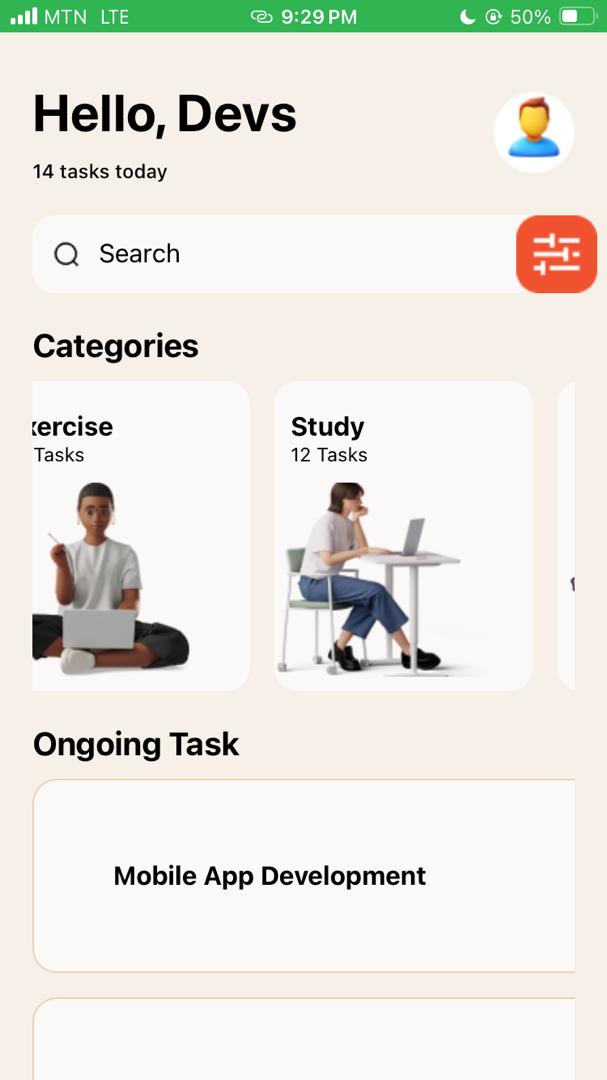 MTN LTE 9:29 PM 50%
Hello, Devs
14 tasks today
Search
Categories
xercise Study
Tasks 12 Tasks
Ongoing Task
Mobile App Development